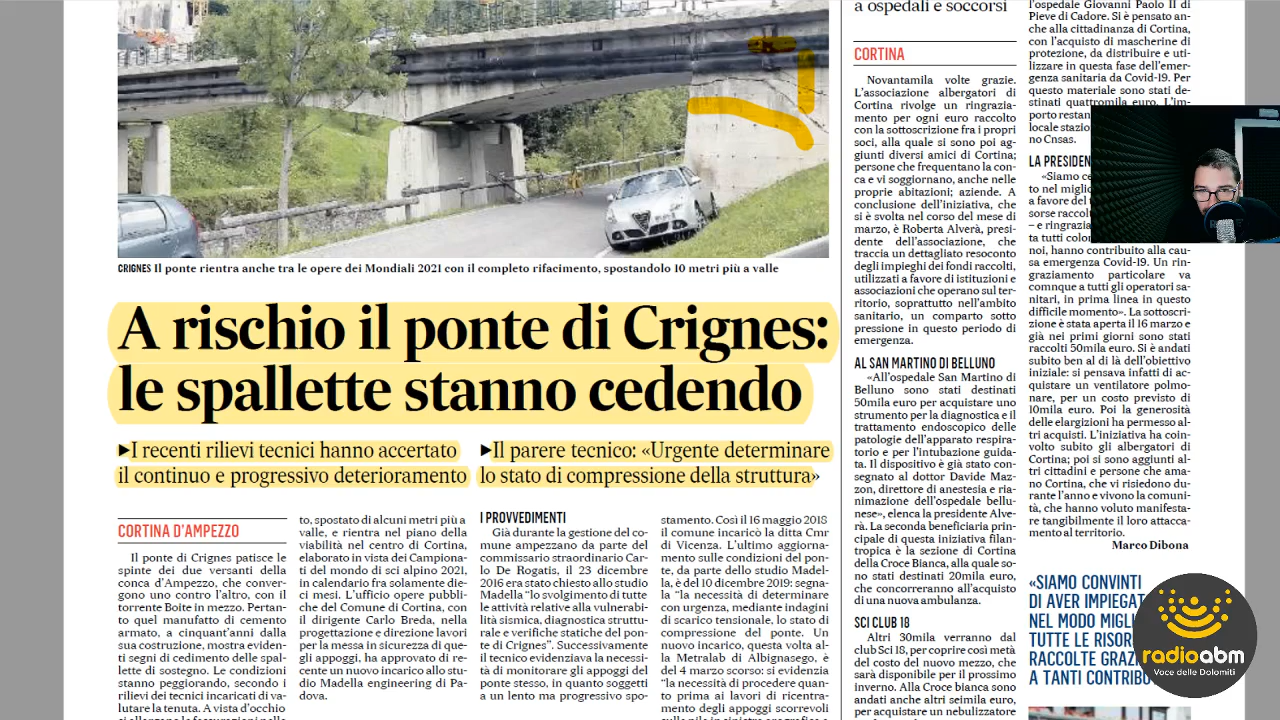 CRIGNES Il ponte rientra anche tra le opere dei Mondiali 2021 con il completo rifacimento, spostandolo 10 metri più a valle
A rischio il ponte di Crignes:
le spallette stanno cedendo
▶I recenti rilievi tecnici hanno accertato
il continuo e progressivo deterioramento
▶Il parere tecnico: «Urgente determinare
lo stato di compressione della struttura»
CORTINA D'AMPEZZO
Il ponte di Crignes patisce le
spinte dei due versanti della
conca d'Ampezzo, che conver-
gono uno contro l'altro, con il
torrente Boite in mezzo. Pertan-
to quel manufatto di cemento
armato, a cinquant'anni dalla
sua costruzione, mostra eviden-
ti segni di cedimento delle spal-
lette di sostegno. Le condizioni
stanno peggiorando, secondo i
rilievi dei tecnici incaricati di va-
lutare la tenuta. A vista d'occhio
to, spostato di alcuni metri più a
valle, e rientra nel piano della
viabilità nel centro di Cortina,
elaborato in vista dei Campiona-
ti del mondo di sci alpino 2021,
in calendario fra solamente die-
ci mesi. L'ufficio opere pubbli-
che del Comune di Cortina, con
il dirigente Carlo Breda, nella
progettazione e direzione lavori
per la messa in sicurezza de-
gli appoggi, ha approvato di re-
cente un nuovo incarico allo stu-
dio Madella engineering di Pa-
dova.
I PROVVEDIMENTI
Già durante la gestione del co-
mune ampezzano da parte del
commissario straordinario Car-
lo De Rogatis, il 23 dicembre
2016 era stato chiesto allo studio
Madella “lo svolgimento di tutte
le attività relative alla vulnerabi-
lità sismica, diagnostica struttu-
rale e verifiche statiche del pon-
te di Crignes”. Successivamente
il tecnico evidenziava la necessi-
tà di monitorare gli appoggi del
ponte stesso, in quanto soggetti
a un lento ma progressivo spo-
stamento. Così il 16 maggio 2018
il comune incaricò la ditta Cmr
di Vicenza. L'ultimo aggiorna-
mento sulle condizioni del pon-
te, da parte dello studio Madel-
la, è del 10 dicembre 2019: segna-
la “la necessità di determinare
con urgenza, mediante indagini
di scarico tensionale, lo stato di
compressione del ponte. Un
nuovo incarico, questa volta al-
la Metralab di Albignasego, è
del 4 marzo scorso: si evidenzia
“la necessità di procedere quan-
to prima ai lavori di ricentra-
mento degli appoggi scorrevoli
a ospedali e soccorsi
CORTINA
Novantamila volte grazie.
L'associazione albergatori di
Cortina rivolge un ringrazia-
mento per ogni euro raccolto
con la sottoscrizione fra i propri
soci, alla quale si sono poi ag-
giunti diversi amici di Cortina;
persone che frequentano la con-
ca e vi soggiornano, anche nelle
proprie abitazioni; aziende. A
conclusione dell'iniziativa, che
si è svolta nel corso del mese di
marzo, è Roberta Alverà, presi-
dente dell'associazione, che
traccia un dettagliato resoconto
degli impieghi dei fondi raccolti,
utilizzati a favore di istituzioni e
associazioni che operano sul ter-
ritorio, soprattutto nell'ambito
sanitario, un comparto sotto
pressione in questo periodo di
emergenza.
AL SAN MARTINO DI BELLUNO
«All'ospedale San Martino di
Belluno sono stati destinati
50mila euro per acquistare uno
strumento per la diagnostica e il
trattamento endoscopico delle
patologie dell'apparato respira-
torio e per l'intubazione guida-
ta. Il dispositivo è già stato con-
segnato al dottor Davide Maz-
zon, direttore di anestesia e ria-
nimazione dell'ospedale bellu-
nese», elenca la presidente Alve-
rà. La seconda beneficiaria prin-
cipale di questa iniziativa filan-
tropica è la sezione di Cortina
della Croce Bianca, alla quale so-
no stati destinati 20mila euro,
che concorreranno all'acquisto
di una nuova ambulanza.
SCI CLUB 18
Altri 30mila verranno dal
club Sci 18, per coprire così metà
del costo del nuovo mezzo, che
sarà disponibile per il prossimo
inverno. Alla Croce bianca sono
andati anche altri seimila euro,
per acquistare un nebulizzatore
l'ospedale Giovanni Paolo II di
Pieve di Cadore. Si è pensato an-
che alla cittadinanza di Cortina,
con l'acquisto di mascherine di
protezione, da distribuire e uti-
lizzare in questa fase dell'emer-
genza sanitaria da Covid-19. Per
questo materiale sono stati de-
stinati quattromila euro. L'im-
porto restan
locale stazio
no Cnsas.
LA PRESIDEN
«Siamo ce
to nel miglio
a favore del t
sorse raccolt
– e ringrazia
ta tutti color
noi, hanno contribuito alla cau-
sa emergenza Covid-19. Un rin-
graziamento particolare va
comnque a tutti gli operatori sa-
nitari, in prima linea in questo
difficile momento». La sottoscri-
zione è stata aperta il 16 marzo e
già nei primi giorni sono stati
raccolti 50mila euro. Si è andati
subito ben al di là dell'obiettivo
iniziale: si pensava infatti di ac-
quistare un ventilatore polmo-
nare, per un costo previsto di
10mila euro. Poi la generosità
delle elargizioni ha permesso al-
tri acquisti. L'iniziativa ha coin-
volto subito gli albergatori di
Cortina; poi si sono aggiunti al-
tri cittadini e persone che ama-
no Cortina, che vi risiedono du-
rante l'anno e vivono la comuni-
tà, che hanno voluto manifesta-
re tangibilmente il loro attacca-
mento al territorio.
Marco Dibona
«SIAMO CONVINTI
DI AVER IMPIEGAT
NEL MODO MIGLI
TUTTE LE RISOR
RACCOLTE GRAZI
A TANTI CONTRIBU
radioabm
Voce delle Dolomiti